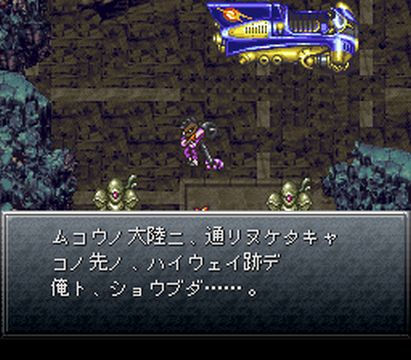 ムコウノ大陸ニ、通リヌケタキャ
コノ先ノ、ハイウェイ跡デ
俺ト、ショウブダ……。